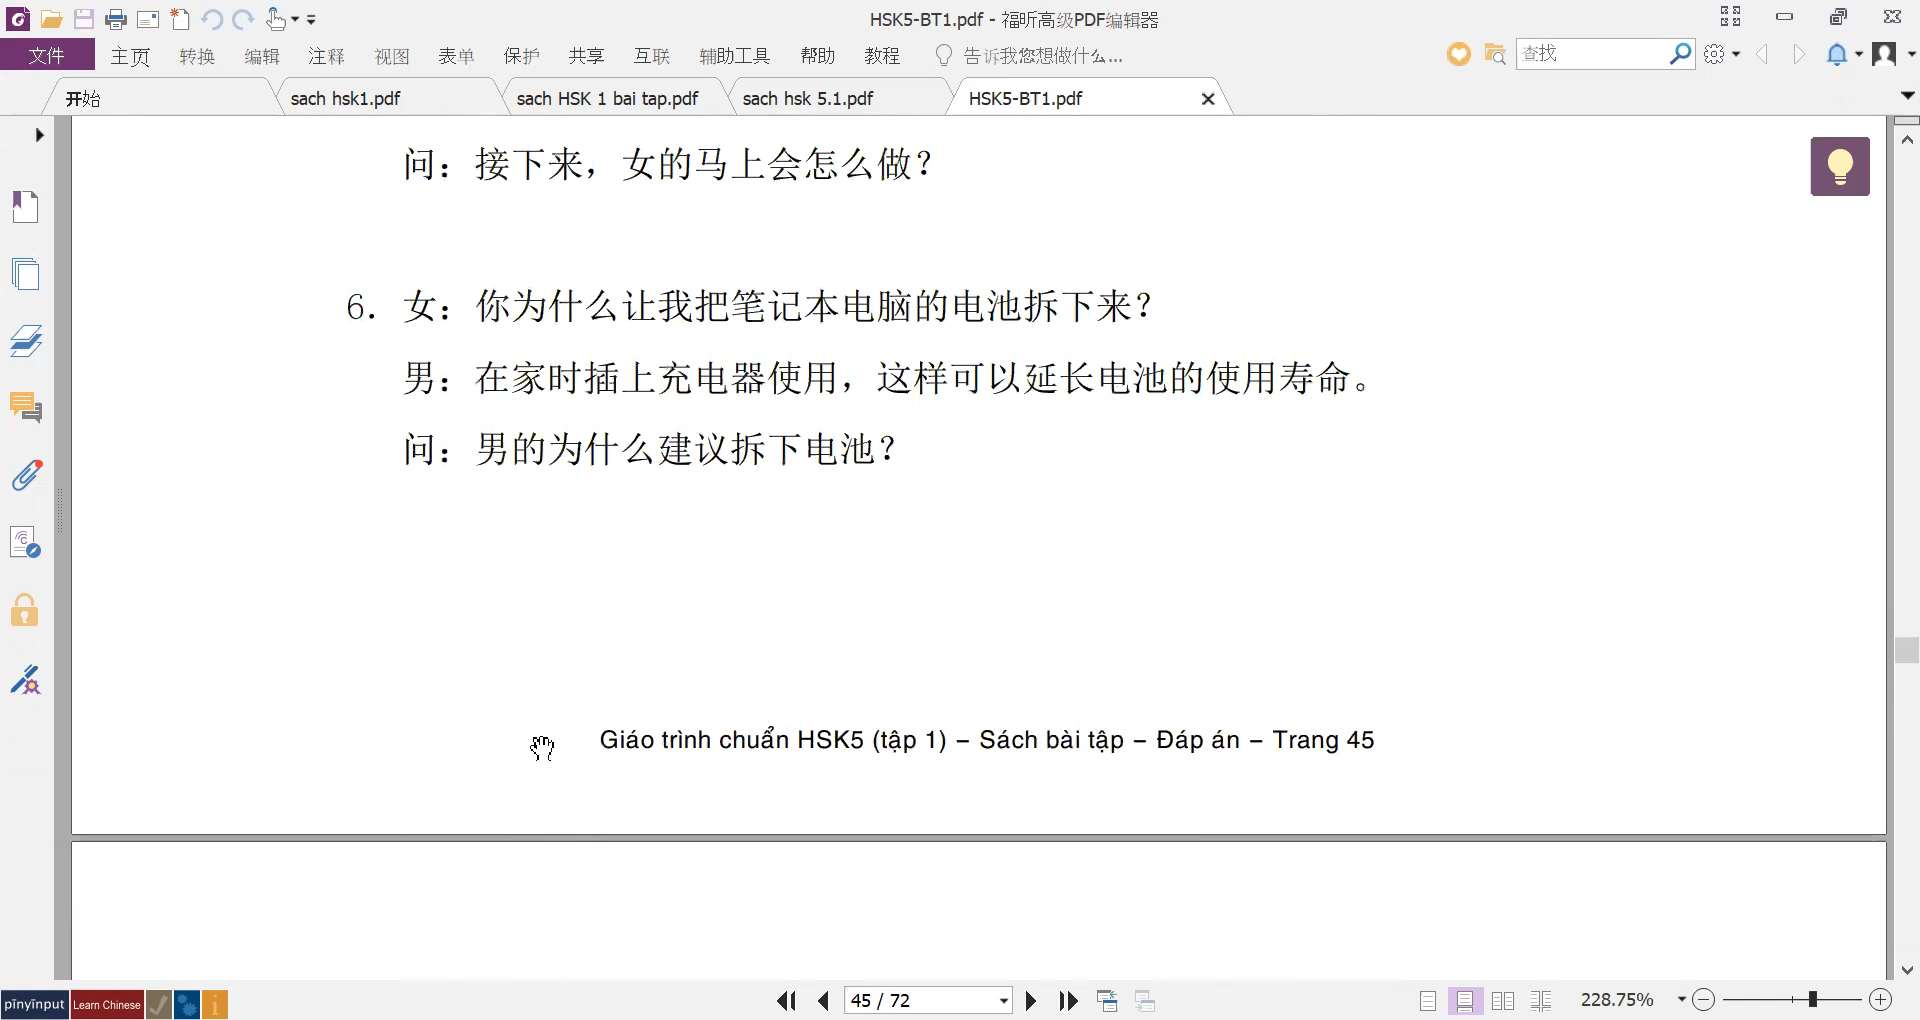 HSK5-BT1.pdf - 福昕高级PDF编辑器
文件 主页 转换 编辑 注释 视图 表单 保护 共享 互联 辅助工具 帮助 教程 告诉我您想做什么... 查找
开始 sach hsk1.pdf sach HSK 1 bai tap.pdf sach hsk 5.1.pdf HSK5-BT1.pdf
问：接下来，女的马上会怎么做？
6. 女：你为什么让我把笔记本电脑的电池拆下来？
男：在家时插上充电器使用，这样可以延长电池的使用寿命。
问：男的为什么建议拆下电池？
Giáo trình chuẩn HSK5 (tập 1) – Sách bài tập – Đáp án – Trang 45
pīnyīnput Learn Chinese 45 / 72 228.75%